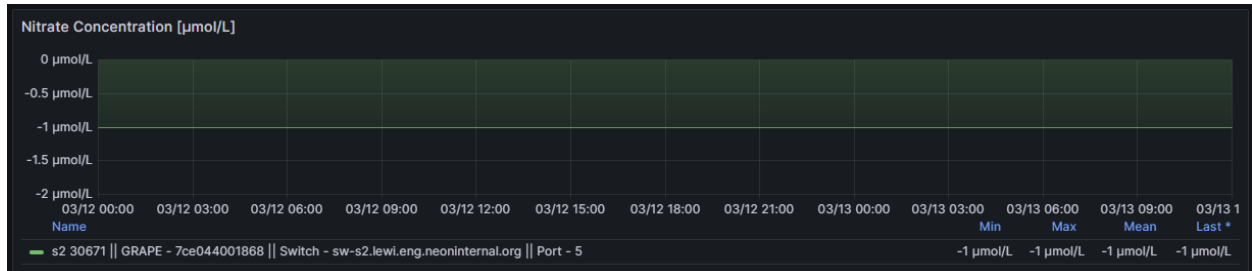 Nitrate Concentration [µmol/L]
0 µmol/L
-0.5 µmol/L
-1 µmol/L
-1.5 µmol/L
-2 µmol/L
03/12 00:00 03/12 03:00 03/12 06:00 03/12 09:00 03/12 12:00 03/12 15:00 03/12 18:00 03/12 21:00 03/13 00:00 03/13 03:00 03/13 06:00 03/13 09:00 03/13 1
Name Min Max Mean Last *
s2 30671 || GRAPE - 7ce044001868 || Switch - sw-s2.lewi.eng.neoninternal.org || Port - 5 -1 µmol/L -1 µmol/L -1 µmol/L -1 µmol/L